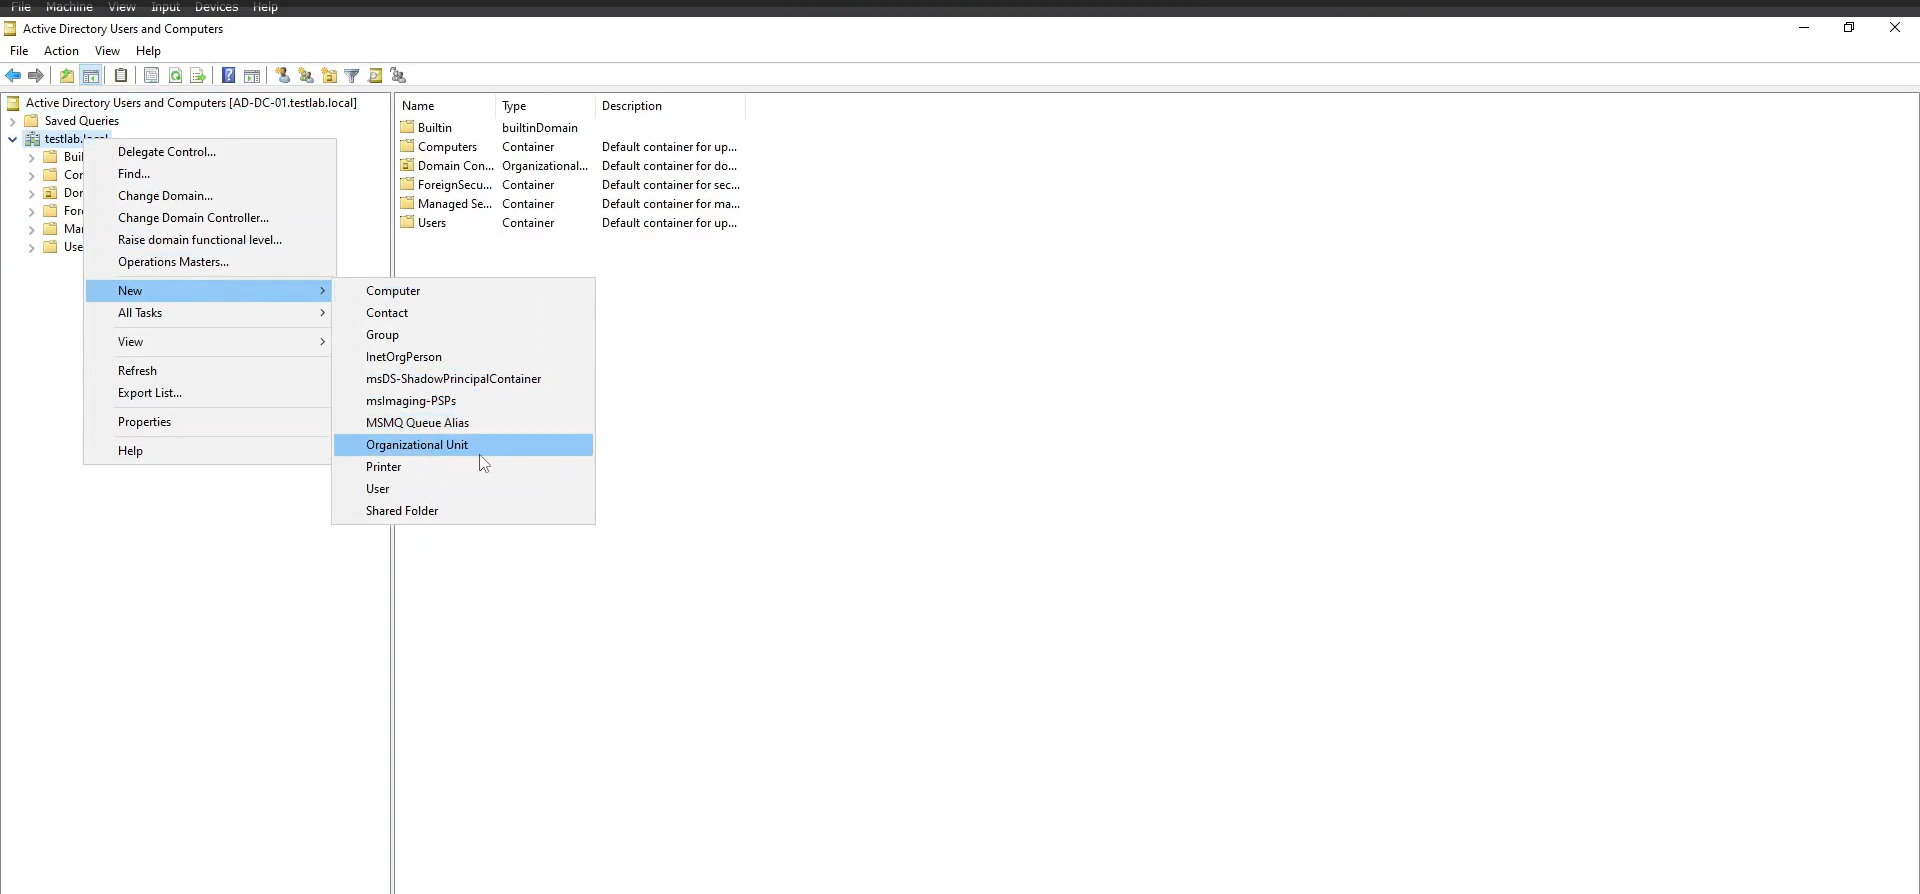 File Machine View Input Devices Help
Active Directory Users and Computers
File Action View Help
Active Directory Users and Computers [AD-DC-01.testlab.local]
Saved Queries
testlab.local
Buil
Cor
Dor
For
Mar
Use
Delegate Control...
Find...
Change Domain...
Change Domain Controller...
Raise domain functional level...
Operations Masters...
New
All Tasks
View
Refresh
Export List...
Properties
Help
Computer
Contact
Group
InetOrgPerson
msDS-ShadowPrincipalContainer
msImaging-PSPs
MSMQ Queue Alias
Organizational Unit
Printer
User
Shared Folder
Name Type Description
Builtin builtinDomain
Computers Container Default container for up...
Domain Con... Organizational... Default container for do...
ForeignSecu... Container Default container for sec...
Managed Se... Container Default container for ma...
Users Container Default container for up...